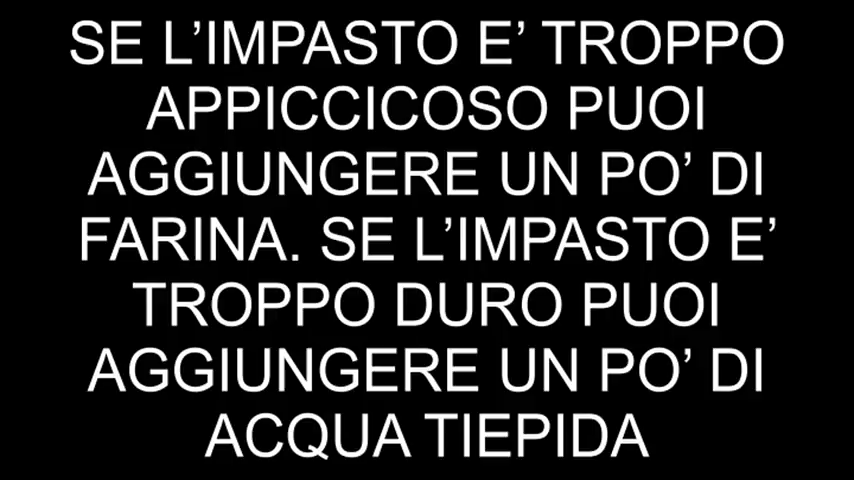 SE L’IMPASTO E’ TROPPO
APPICCICOSO PUOI
AGGIUNGERE UN PO’ DI
FARINA. SE L’IMPASTO E’
TROPPO DURO PUOI
AGGIUNGERE UN PO’ DI
ACQUA TIEPIDA